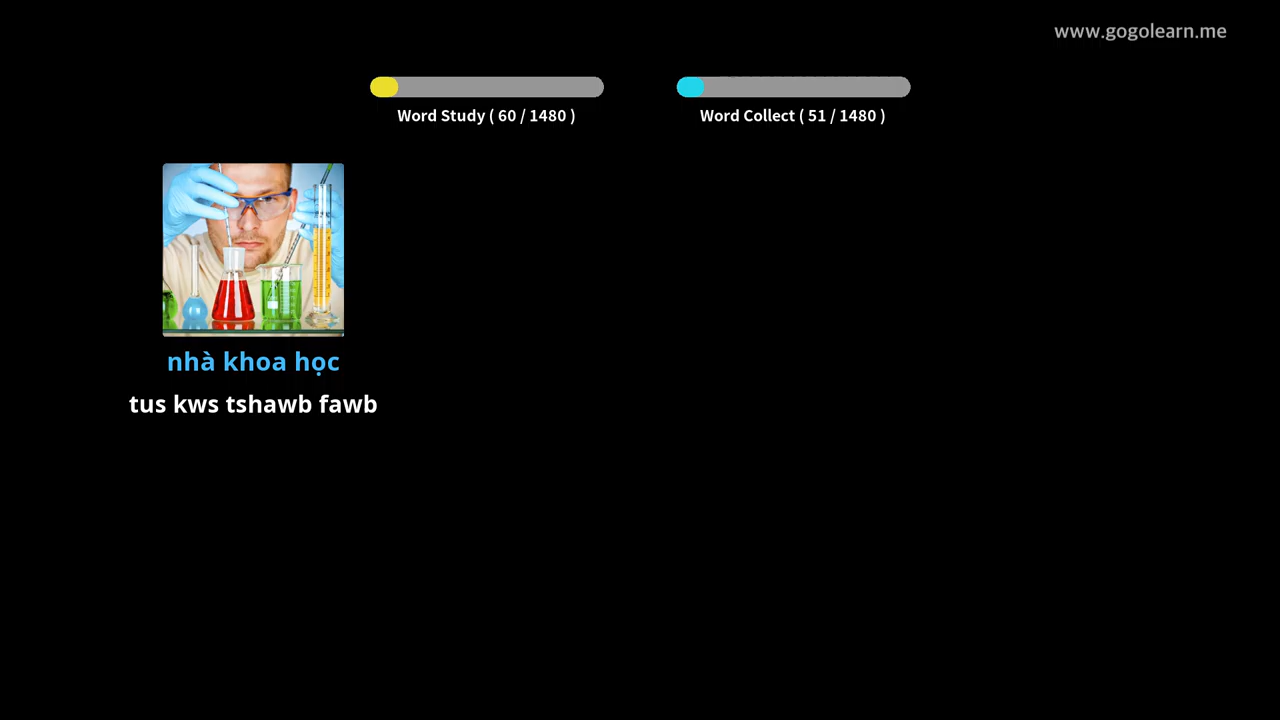 www.gogolearn.me
Word Study ( 60 / 1480 )
Word Collect ( 51 / 1480 )
nhà khoa học
tus kws tshawb fawb